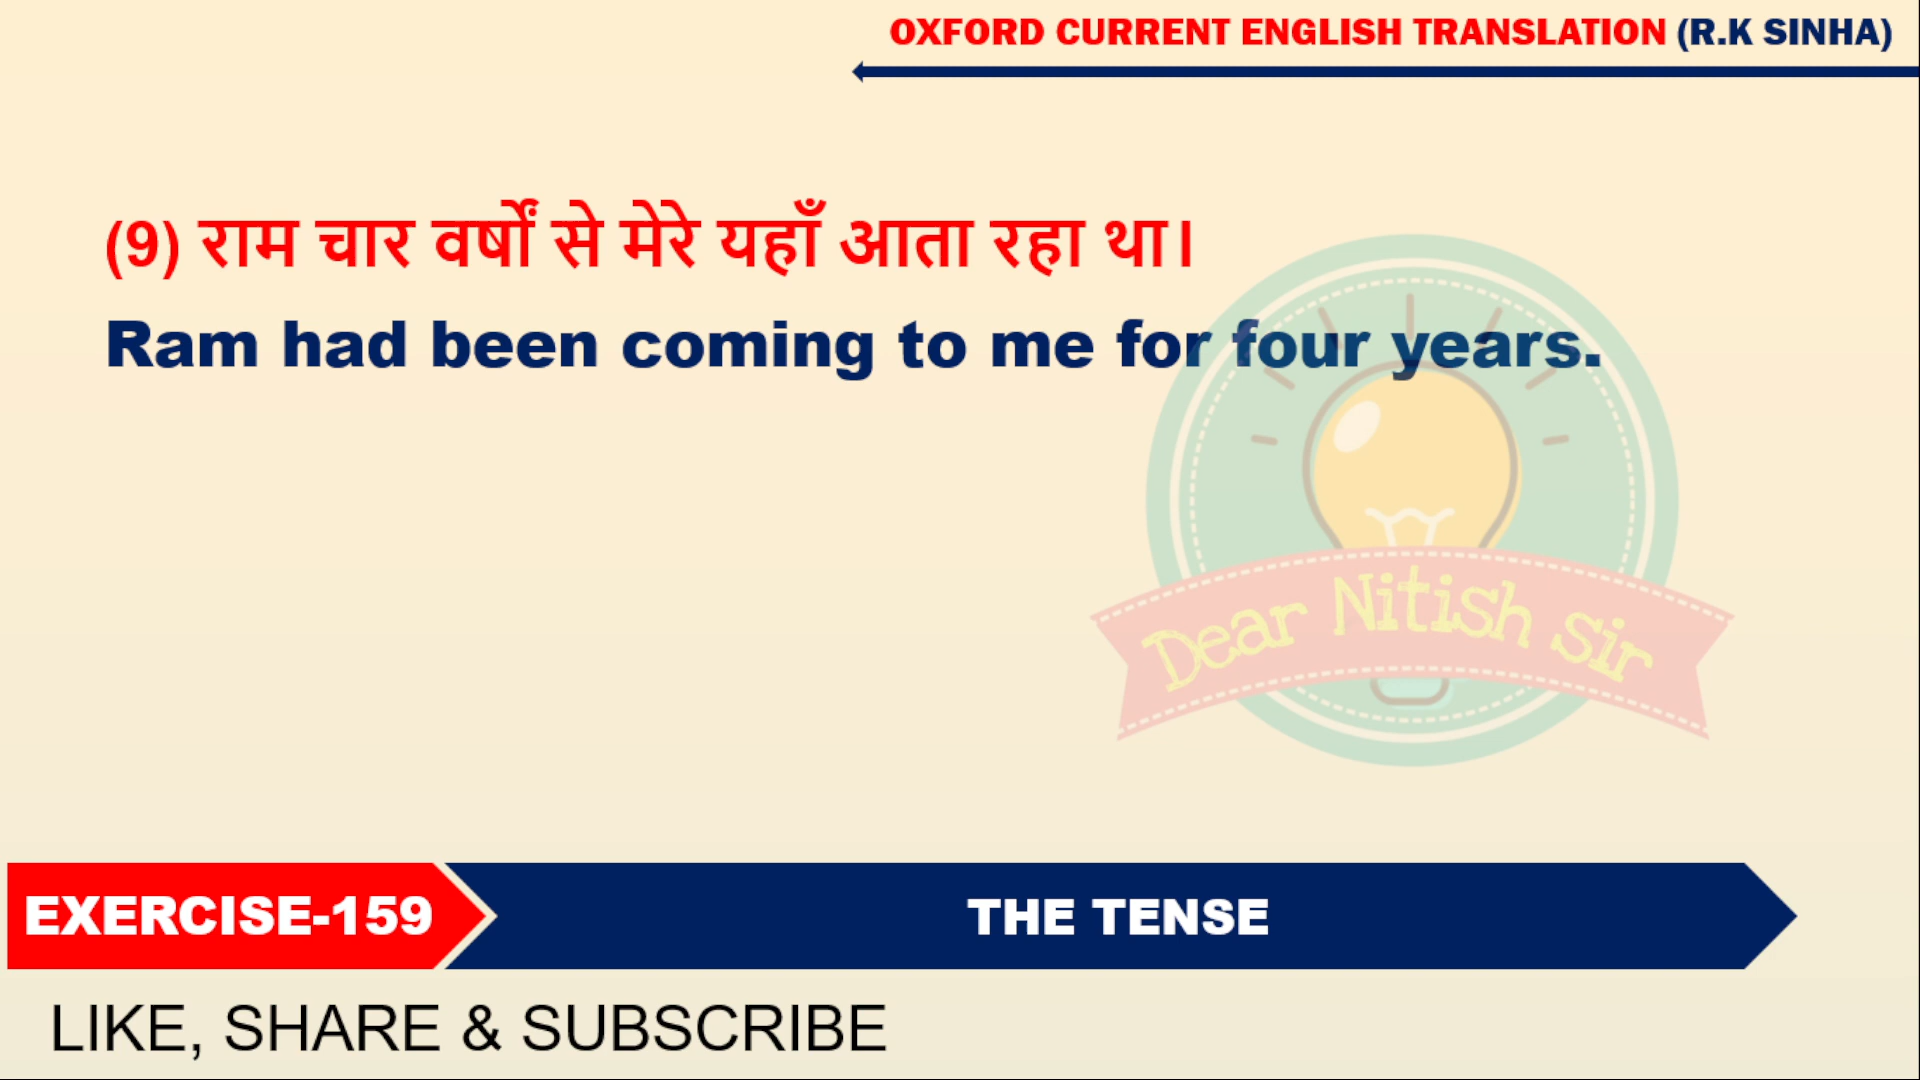 OXFORD CURRENT ENGLISH TRANSLATION (R.K SINHA)
(9) राम चार वर्षों से मेरे यहाँ आता रहा था।
Ram had been coming to me for four years.
Dear Nitish Sir
EXERCISE-159
THE TENSE
LIKE, SHARE & SUBSCRIBE